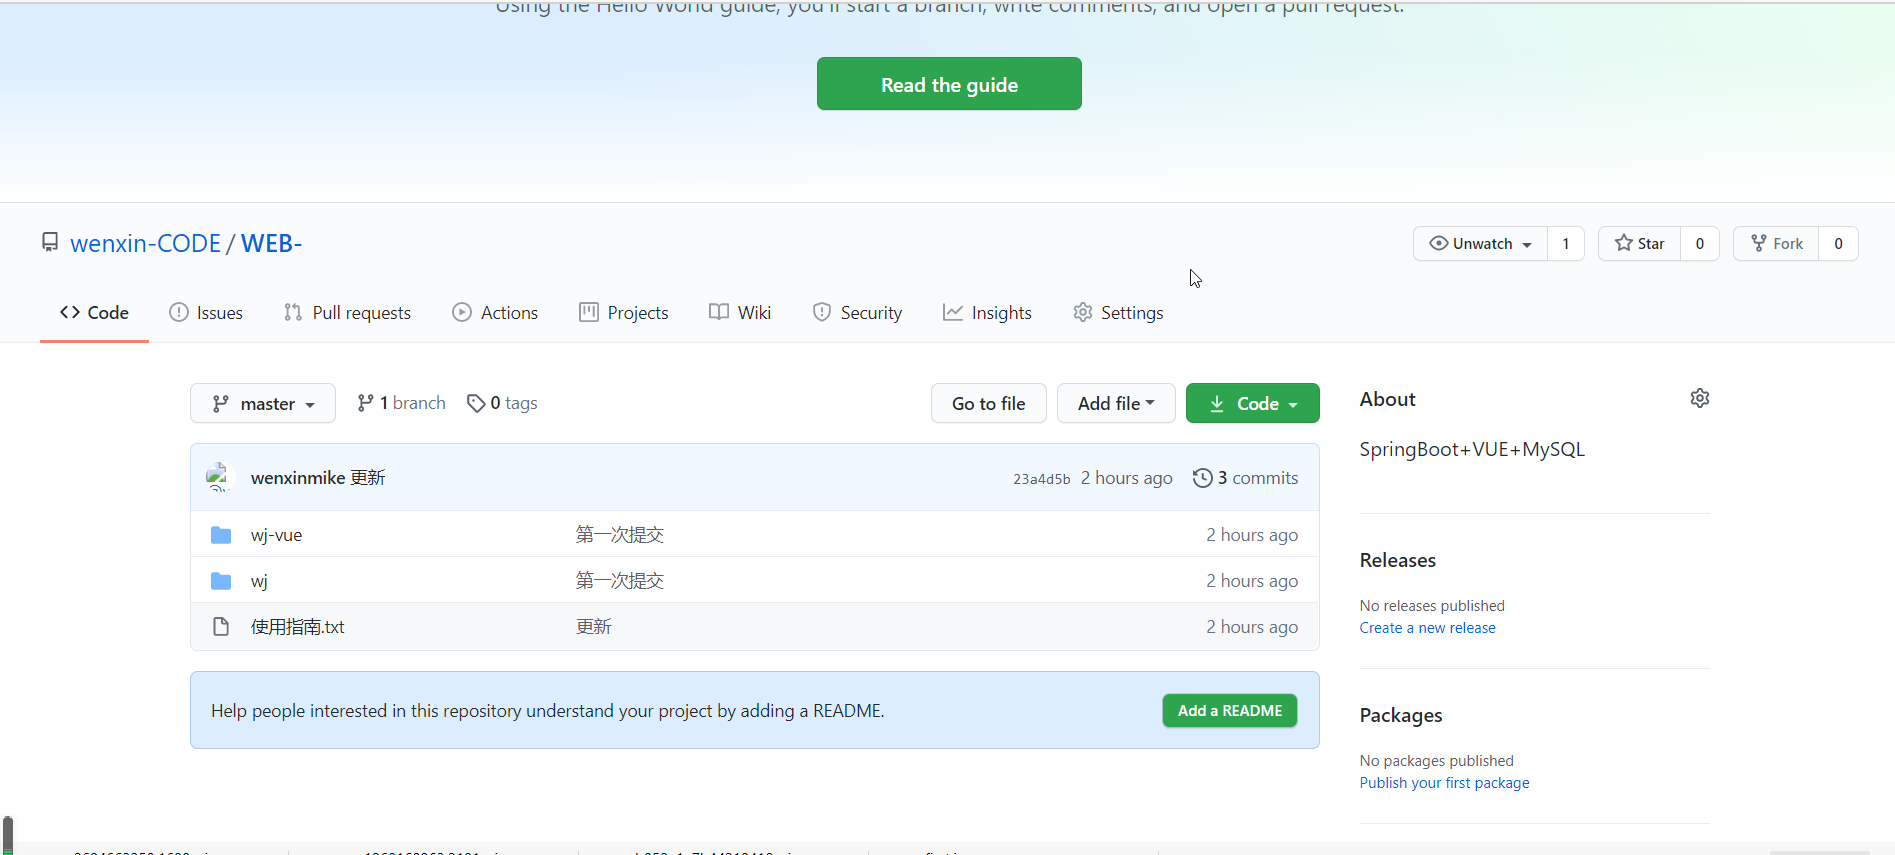 Using the Hello World guide, you'll start a branch, write comments, and open a pull request.
Read the guide
wenxin-CODE / WEB-
Unwatch 1 Star 0 Fork 0
Code Issues Pull requests Actions Projects Wiki Security Insights Settings
master 1 branch 0 tags Go to file Add file Code
wenxinmike 更新 23a4d5b 2 hours ago 3 commits
wj-vue 第一次提交 2 hours ago
wj 第一次提交 2 hours ago
使用指南.txt 更新 2 hours ago
Help people interested in this repository understand your project by adding a README. Add a README
About
SpringBoot+VUE+MySQL
Releases
No releases published
Create a new release
Packages
No packages published
Publish your first package